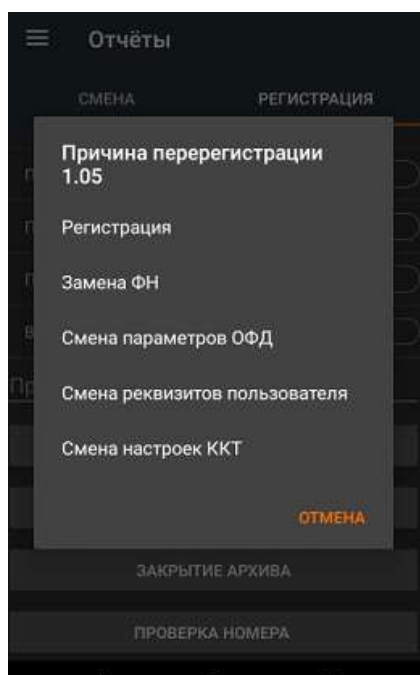 Отчёты
СМЕНА РЕГИСТРАЦИЯ
Причина перерегистрации
1.05
Регистрация
Замена ФН
Смена параметров ОФД
Смена реквизитов пользователя
Смена настроек ККТ
ОТМЕНА
ЗАКРЫТИЕ АРХИВА
ПРОВЕРКА НОМЕРА